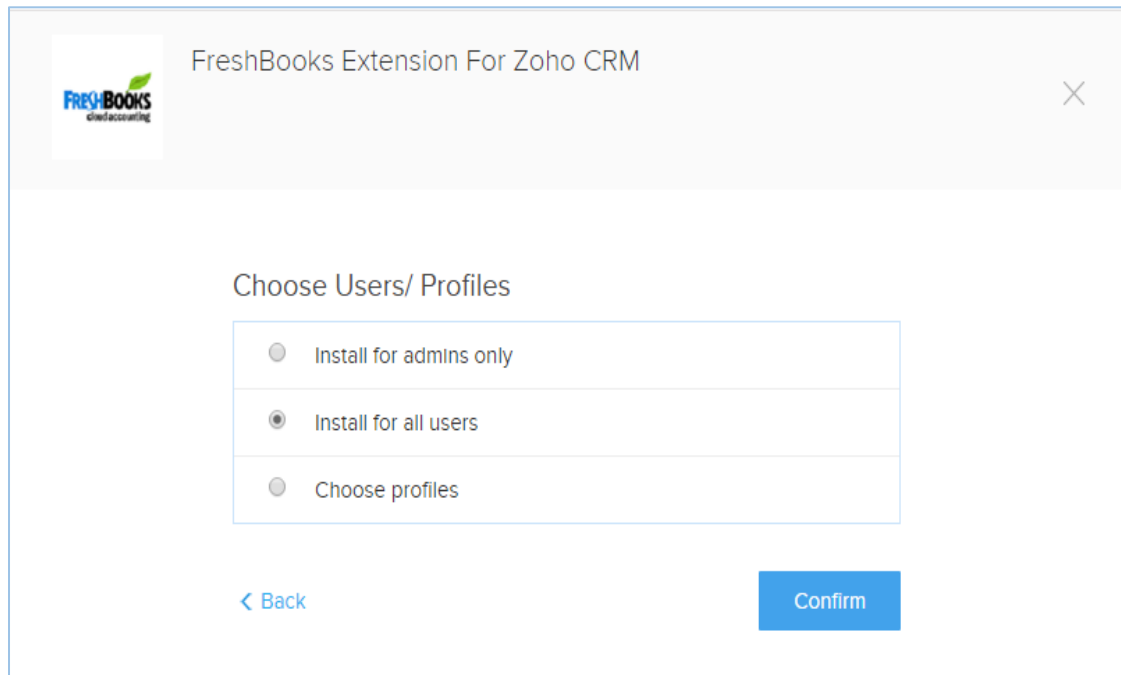 FreshBooks Extension For Zoho CRM
FRESHBOOKS
cloud accounting
Choose Users/ Profiles
Install for admins only
Install for all users
Choose profiles
Back
Confirm